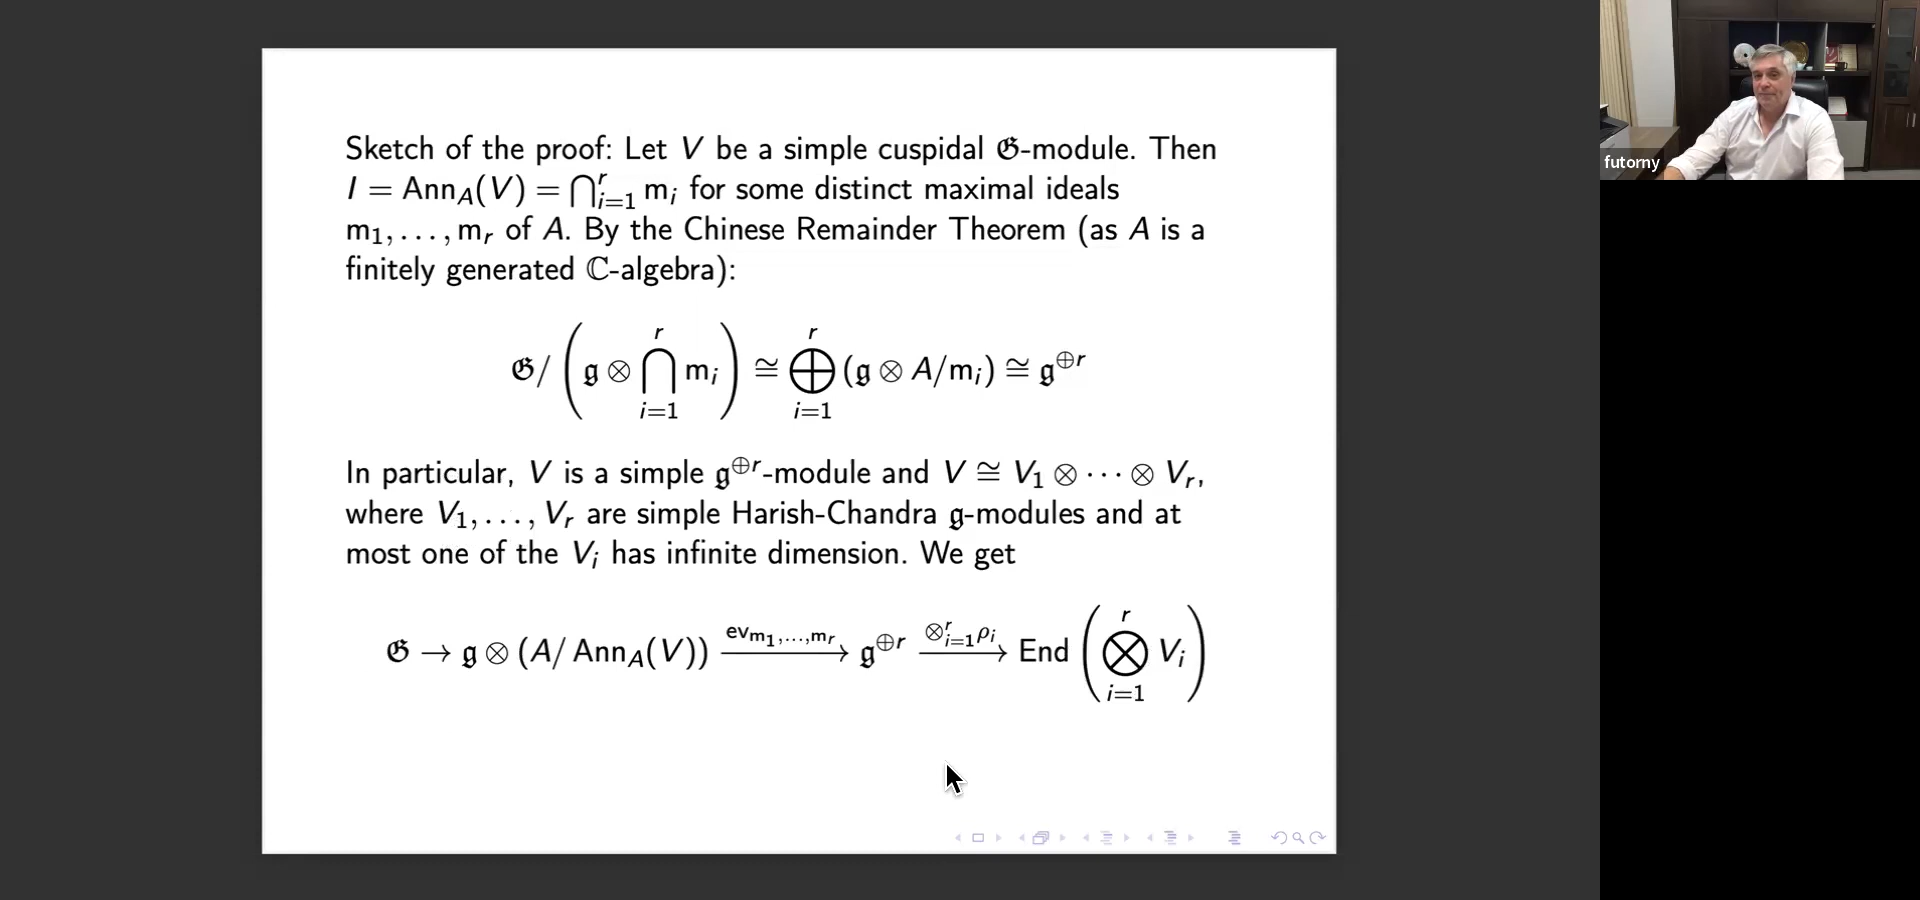 Sketch of the proof: Let V be a simple cuspidal 𝔊-module. Then
I = Ann_A(V) = ⋂_{i=1}^r m_i for some distinct maximal ideals
m_1, . . . , m_r of A. By the Chinese Remainder Theorem (as A is a
finitely generated ℂ-algebra):
𝔊/ (𝔤 ⊗ ⋂_{i=1}^r m_i) ≅ ⨁_{i=1}^r (𝔤 ⊗ A/m_i) ≅ 𝔤^{⊕r}
In particular, V is a simple 𝔤^{⊕r}-module and V ≅ V_1 ⊗ ··· ⊗ V_r,
where V_1, . . . , V_r are simple Harish-Chandra 𝔤-modules and at
most one of the V_i has infinite dimension. We get
𝔊 → 𝔤 ⊗ (A/ Ann_A(V)) \xrightarrow{ev_{m_1,...,m_r}} 𝔤^{⊕r} \xrightarrow{⊗_{i=1}^r ρ_i} End (⨂_{i=1}^r V_i)
futorny